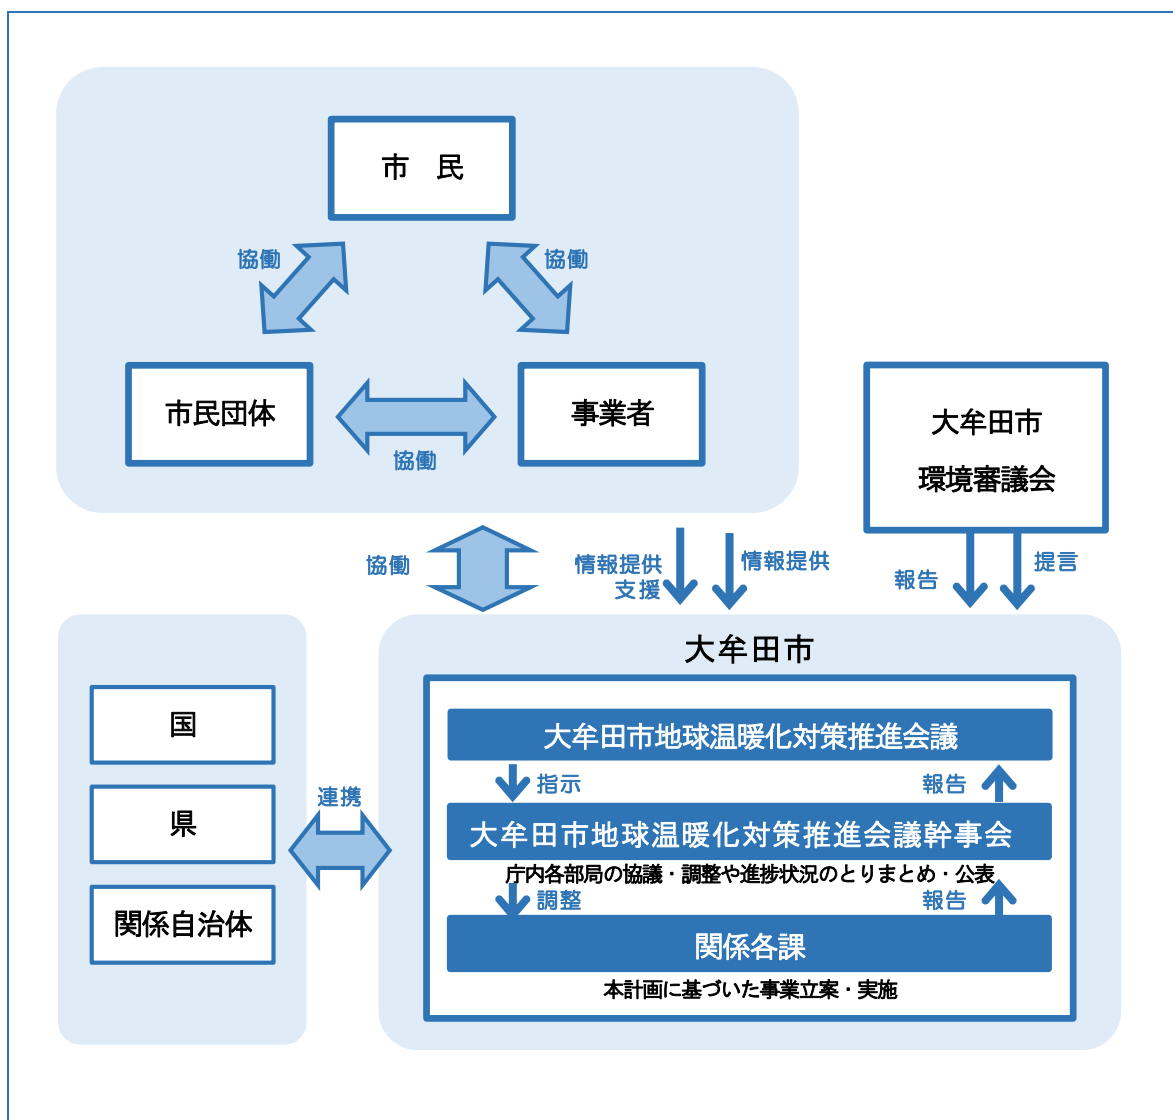 市　民
協働
協働
市民団体
事業者
協働
大牟田市
環境審議会
協働
情報提供
支援
情報提供
報告
提言
国
県
関係自治体
連携
大牟田市
大牟田市地球温暖化対策推進会議
指示
報告
大牟田市地球温暖化対策推進会議幹事会
庁内各部局の協議・調整や進捗状況のとりまとめ・公表
調整
報告
関係各課
本計画に基づいた事業立案・実施